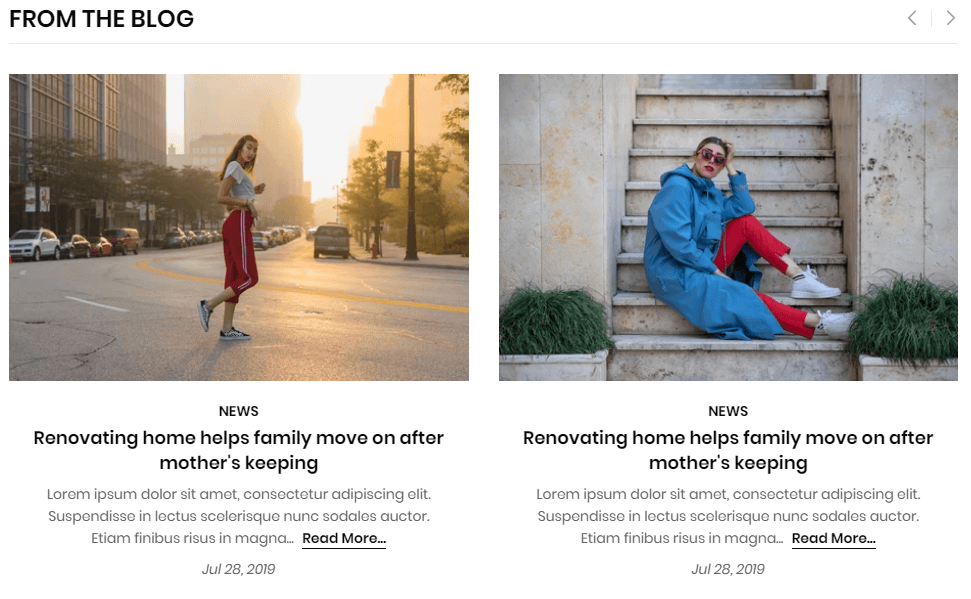 FROM THE BLOG
NEWS
Renovating home helps family move on after
mother's keeping
Lorem ipsum dolor sit amet, consectetur adipiscing elit.
Suspendisse in lectus scelerisque nunc sodales auctor.
Etiam finibus risus in magna... Read More...
Jul 28, 2019
NEWS
Renovating home helps family move on after
mother's keeping
Lorem ipsum dolor sit amet, consectetur adipiscing elit.
Suspendisse in lectus scelerisque nunc sodales auctor.
Etiam finibus risus in magna... Read More...
Jul 28, 2019